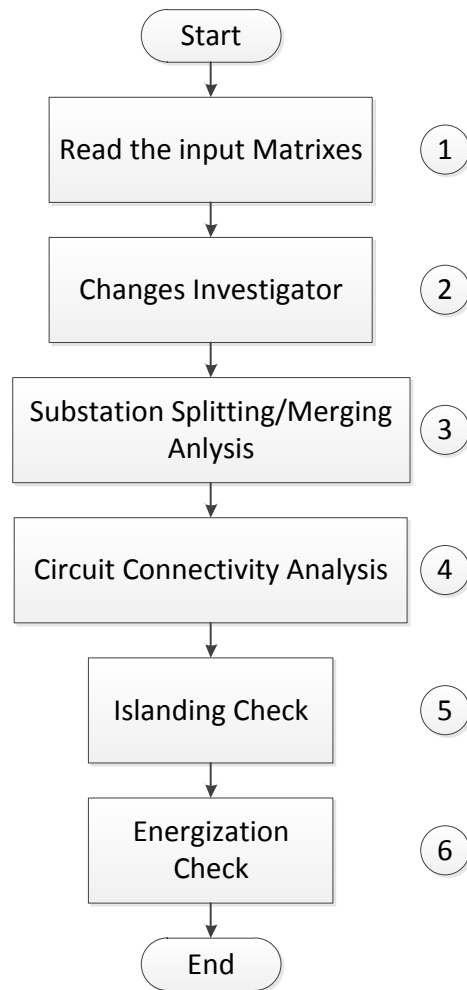 Start
Read the input Matrixes
1
Changes Investigator
2
Substation Splitting/Merging
Anlysis
3
Circuit Connectivity Analysis
4
Islanding Check
5
Energization
Check
6
End